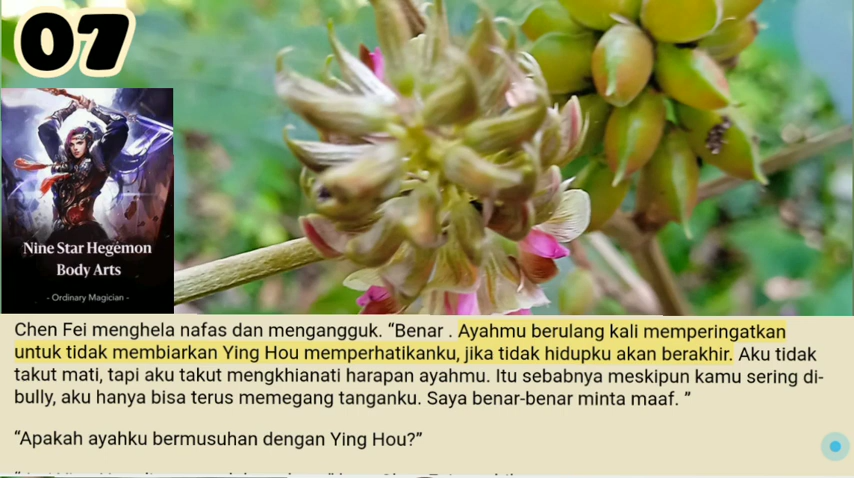 07
Nine Star Hegemon
Body Arts
- Ordinary Magician -
Chen Fei menghela nafas dan mengangguk. “Benar . Ayahmu berulang kali memperingatkan
untuk tidak membiarkan Ying Hou memperhatikanku, jika tidak hidupku akan berakhir. Aku tidak
takut mati, tapi aku takut mengkhianati harapan ayahmu. Itu sebabnya meskipun kamu sering di-
bully, aku hanya bisa terus memegang tanganku. Saya benar-benar minta maaf. ”
“Apakah ayahku bermusuhan dengan Ying Hou?”